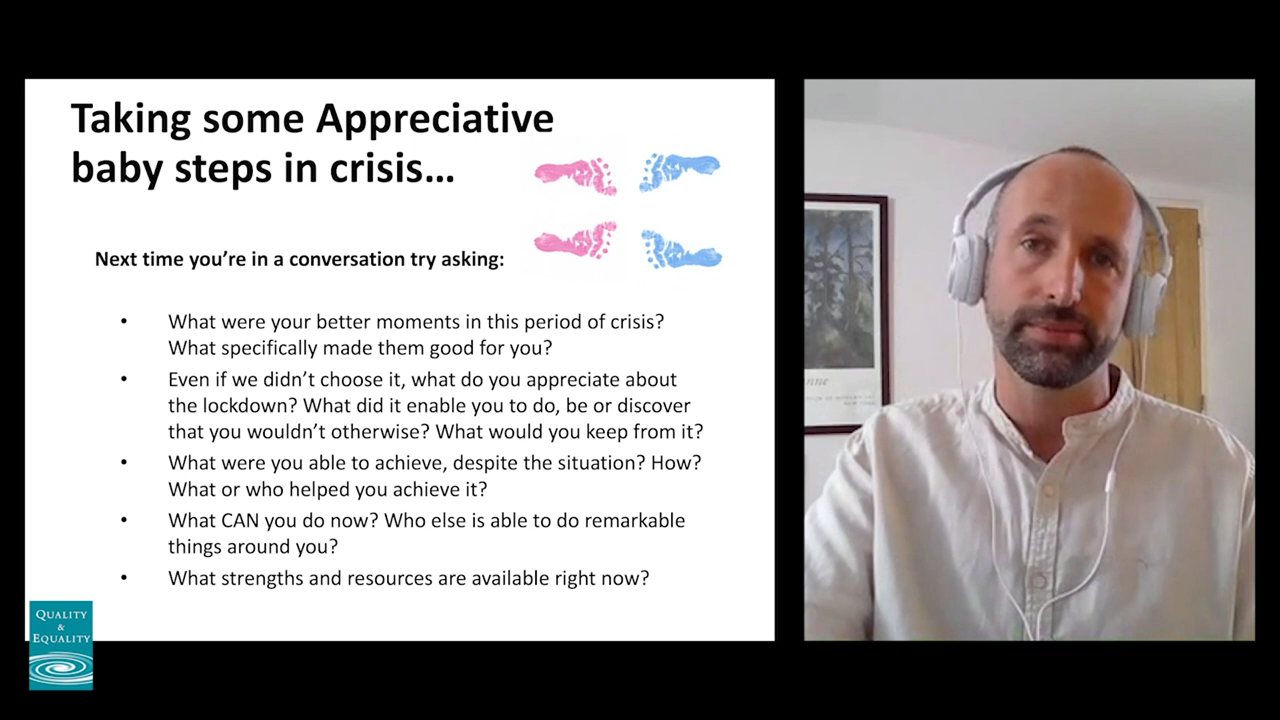 Taking some Appreciative
baby steps in crisis…
Next time you’re in a conversation try asking:
• What were your better moments in this period of crisis?
What specifically made them good for you?
• Even if we didn’t choose it, what do you appreciate about
the lockdown? What did it enable you to do, be or discover
that you wouldn’t otherwise? What would you keep from it?
• What were you able to achieve, despite the situation? How?
What or who helped you achieve it?
• What CAN you do now? Who else is able to do remarkable
things around you?
• What strengths and resources are available right now?
QUALITY
&
EQUALITY
NEW YORK